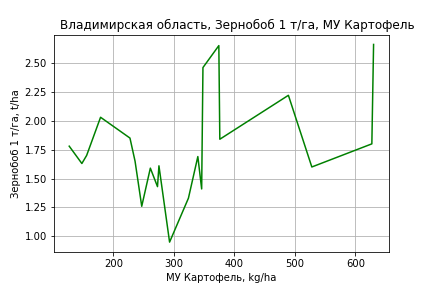 Владимирская область, Зернобоб 1 т/га, МУ Картофель
Зернобоб 1 т/га, t/ha
2.50
2.25
2.00
1.75
1.50
1.25
1.00
200 300 400 500 600
МУ Картофель, kg/ha